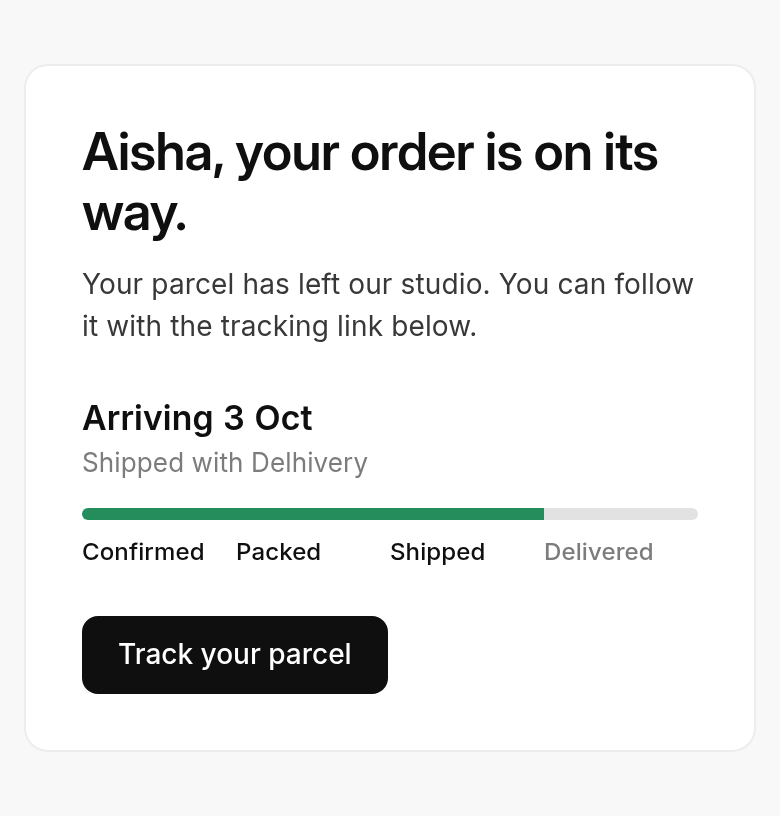 Aisha, your order is on its
way.
Your parcel has left our studio. You can follow
it with the tracking link below.
Arriving 3 Oct
Shipped with Delhivery
Confirmed Packed Shipped Delivered
Track your parcel